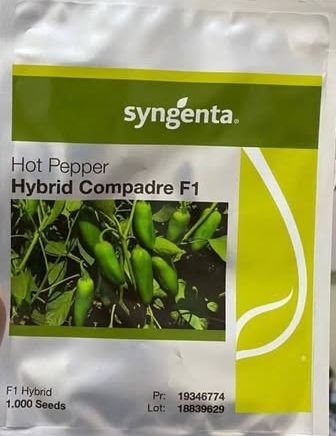 syngenta®
Hot Pepper
Hybrid Compadre F1
®
F1 Hybrid
1.000 Seeds
Pr: 19346774
Lot: 18839629